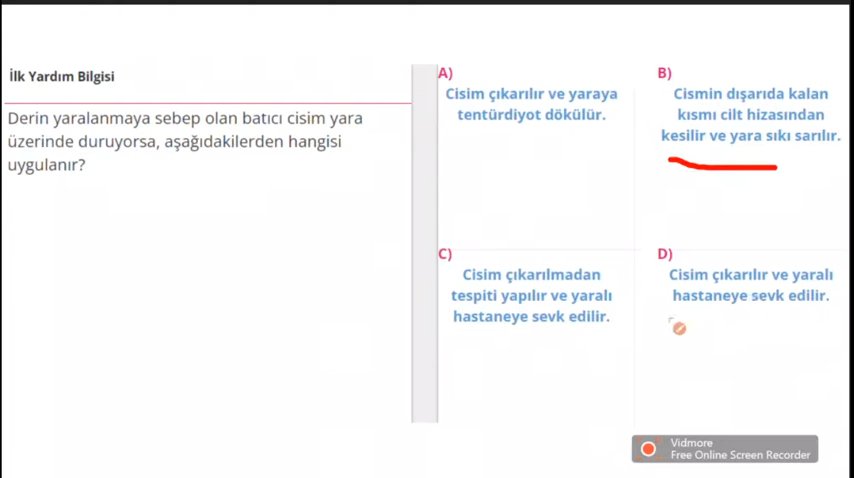 İlk Yardım Bilgisi
Derin yaralanmaya sebep olan batıcı cisim yara
üzerinde duruyorsa, aşağıdakilerden hangisi
uygulanır?
A)
Cisim çıkarılır ve yaraya
tentürdiyot dökülür.
B)
Cismin dışarıda kalan
kısmı cilt hizasından
kesilir ve yara sıkı sarılır.
C)
Cisim çıkarılmadan
tespiti yapılır ve yaralı
hastaneye sevk edilir.
D)
Cisim çıkarılır ve yaralı
hastaneye sevk edilir.
Vidmore
Free Online Screen Recorder